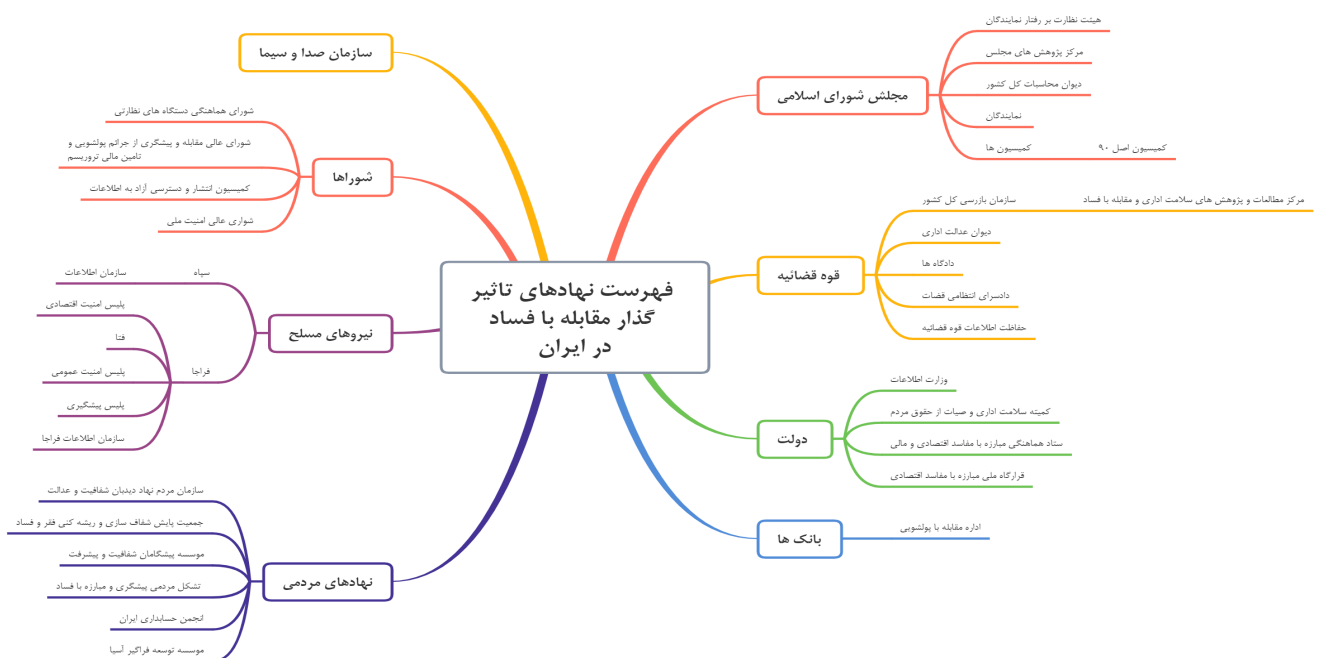 فهرست نهادهای تاثیر
گذار مقابله با فساد
در ایران
مجلش شورای اسلامی
هیئت نظارت بر رفتار نمایندگان
مرکز پژوهش های مجلس
دیوان محاسبات کل کشور
نمایندگان
کمیسیون ها
کمیسیون اصل ۹۰
قوه قضائیه
سازمان بازرسی کل کشور
مرکز مطالعات و پژوهش های سلامت اداری و مقابله با فساد
دیوان عدالت اداری
دادگاه ها
دادسرای انتظامی قضات
حفاظت اطلاعات قوه قضائیه
دولت
وزارت اطلاعات
کمیته سلامت اداری و صیات از حقوق مردم
ستاد هماهنگی مبارزه با مفاسد اقتصادی و مالی
قرارگاه ملی مبارزه با مفاسد اقتصادی
بانک ها
اداره مقابله با پولشویی
سازمان صدا و سیما
شوراها
شورای هماهنگی دستگاه های نظارتی
شورای عالی مقابله و پیشگری از جرائم پولشویی و
تامین مالی تروریسم
کمیسیون انتشار و دسترسی آزاد به اطلاعات
شواری عالی امنیت ملی
نیروهای مسلح
سپاه
سازمان اطلاعات
فراجا
پلیس امنیت اقتصادی
فتا
پلیس امنیت عمومی
پلیس پیشگیری
سازمان اطلاعات فراجا
نهادهای مردمی
سازمان مردم نهاد دیدبان شفافیت و عدالت
جمعیت پایش شفاف سازی و ریشه کنی فقر و فساد
موسسه پیشگامان شفافیت و پیشرفت
تشکل مردمی پیشگری و مبارزه با فساد
انجمن حسابداری ایران
موسسه توسعه فراگیر آسیا